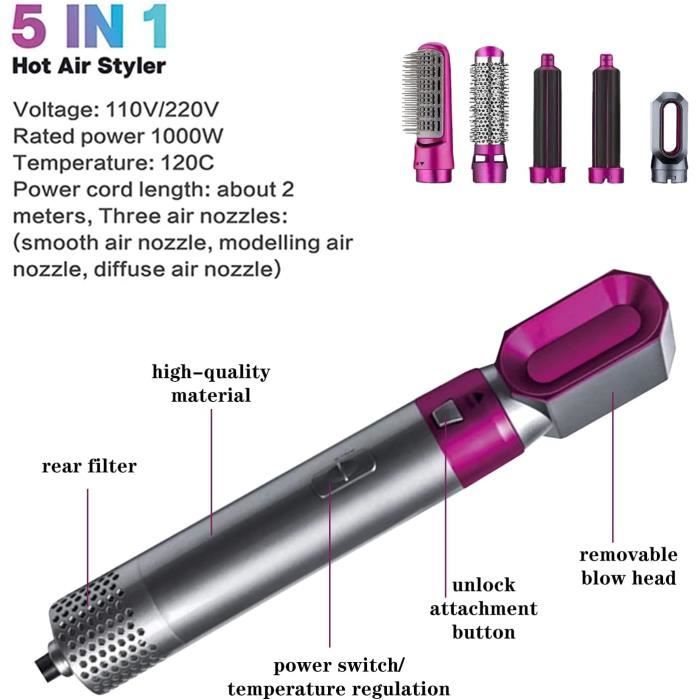 5 IN 1
Hot Air Styler
Voltage: 110V/220V
Rated power 1000W
Temperature: 120C
Power cord length: about 2
meters, Three air nozzles:
(smooth air nozzle, modelling air
nozzle, diffuse air nozzle)
high-quality
material
rear filter
removable
blow head
unlock
attachment
button
power switch/
temperature regulation